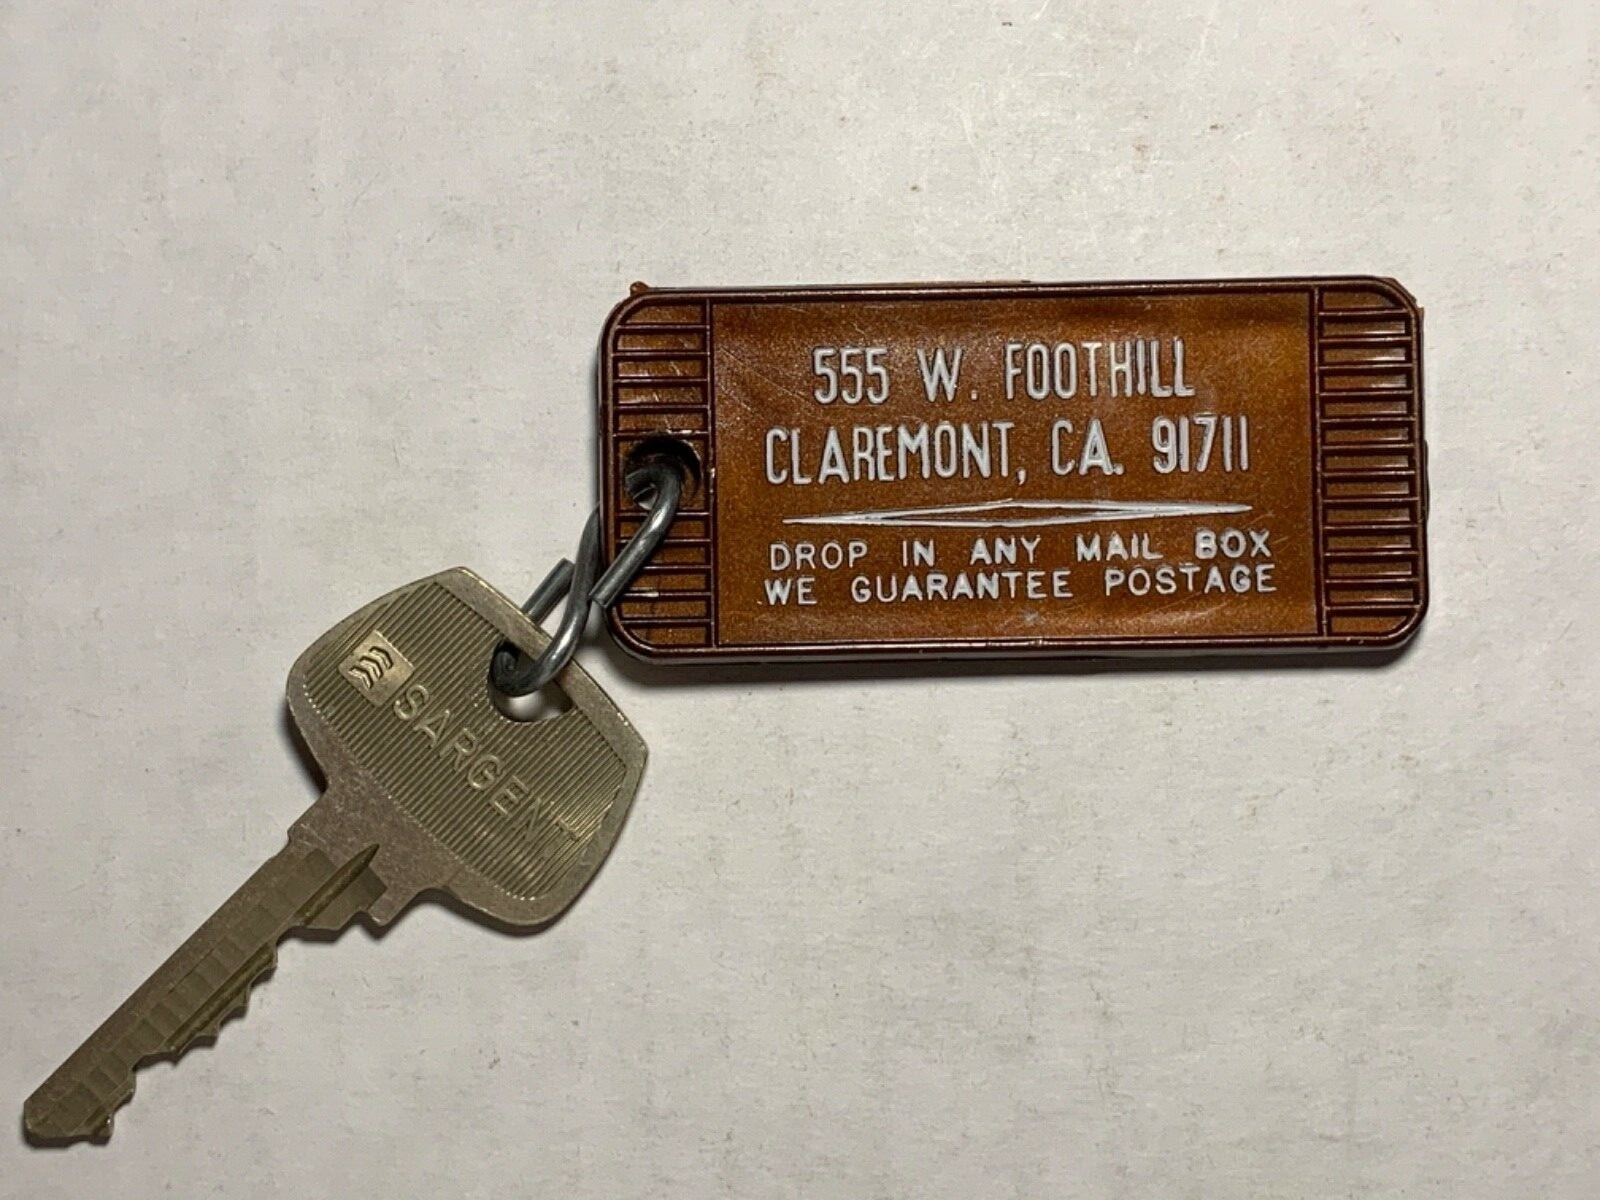 555 W. FOOTHILL
CLAREMONT, CA. 91711
DROP IN ANY MAIL BOX
WE GUARANTEE POSTAGE
SARGENT